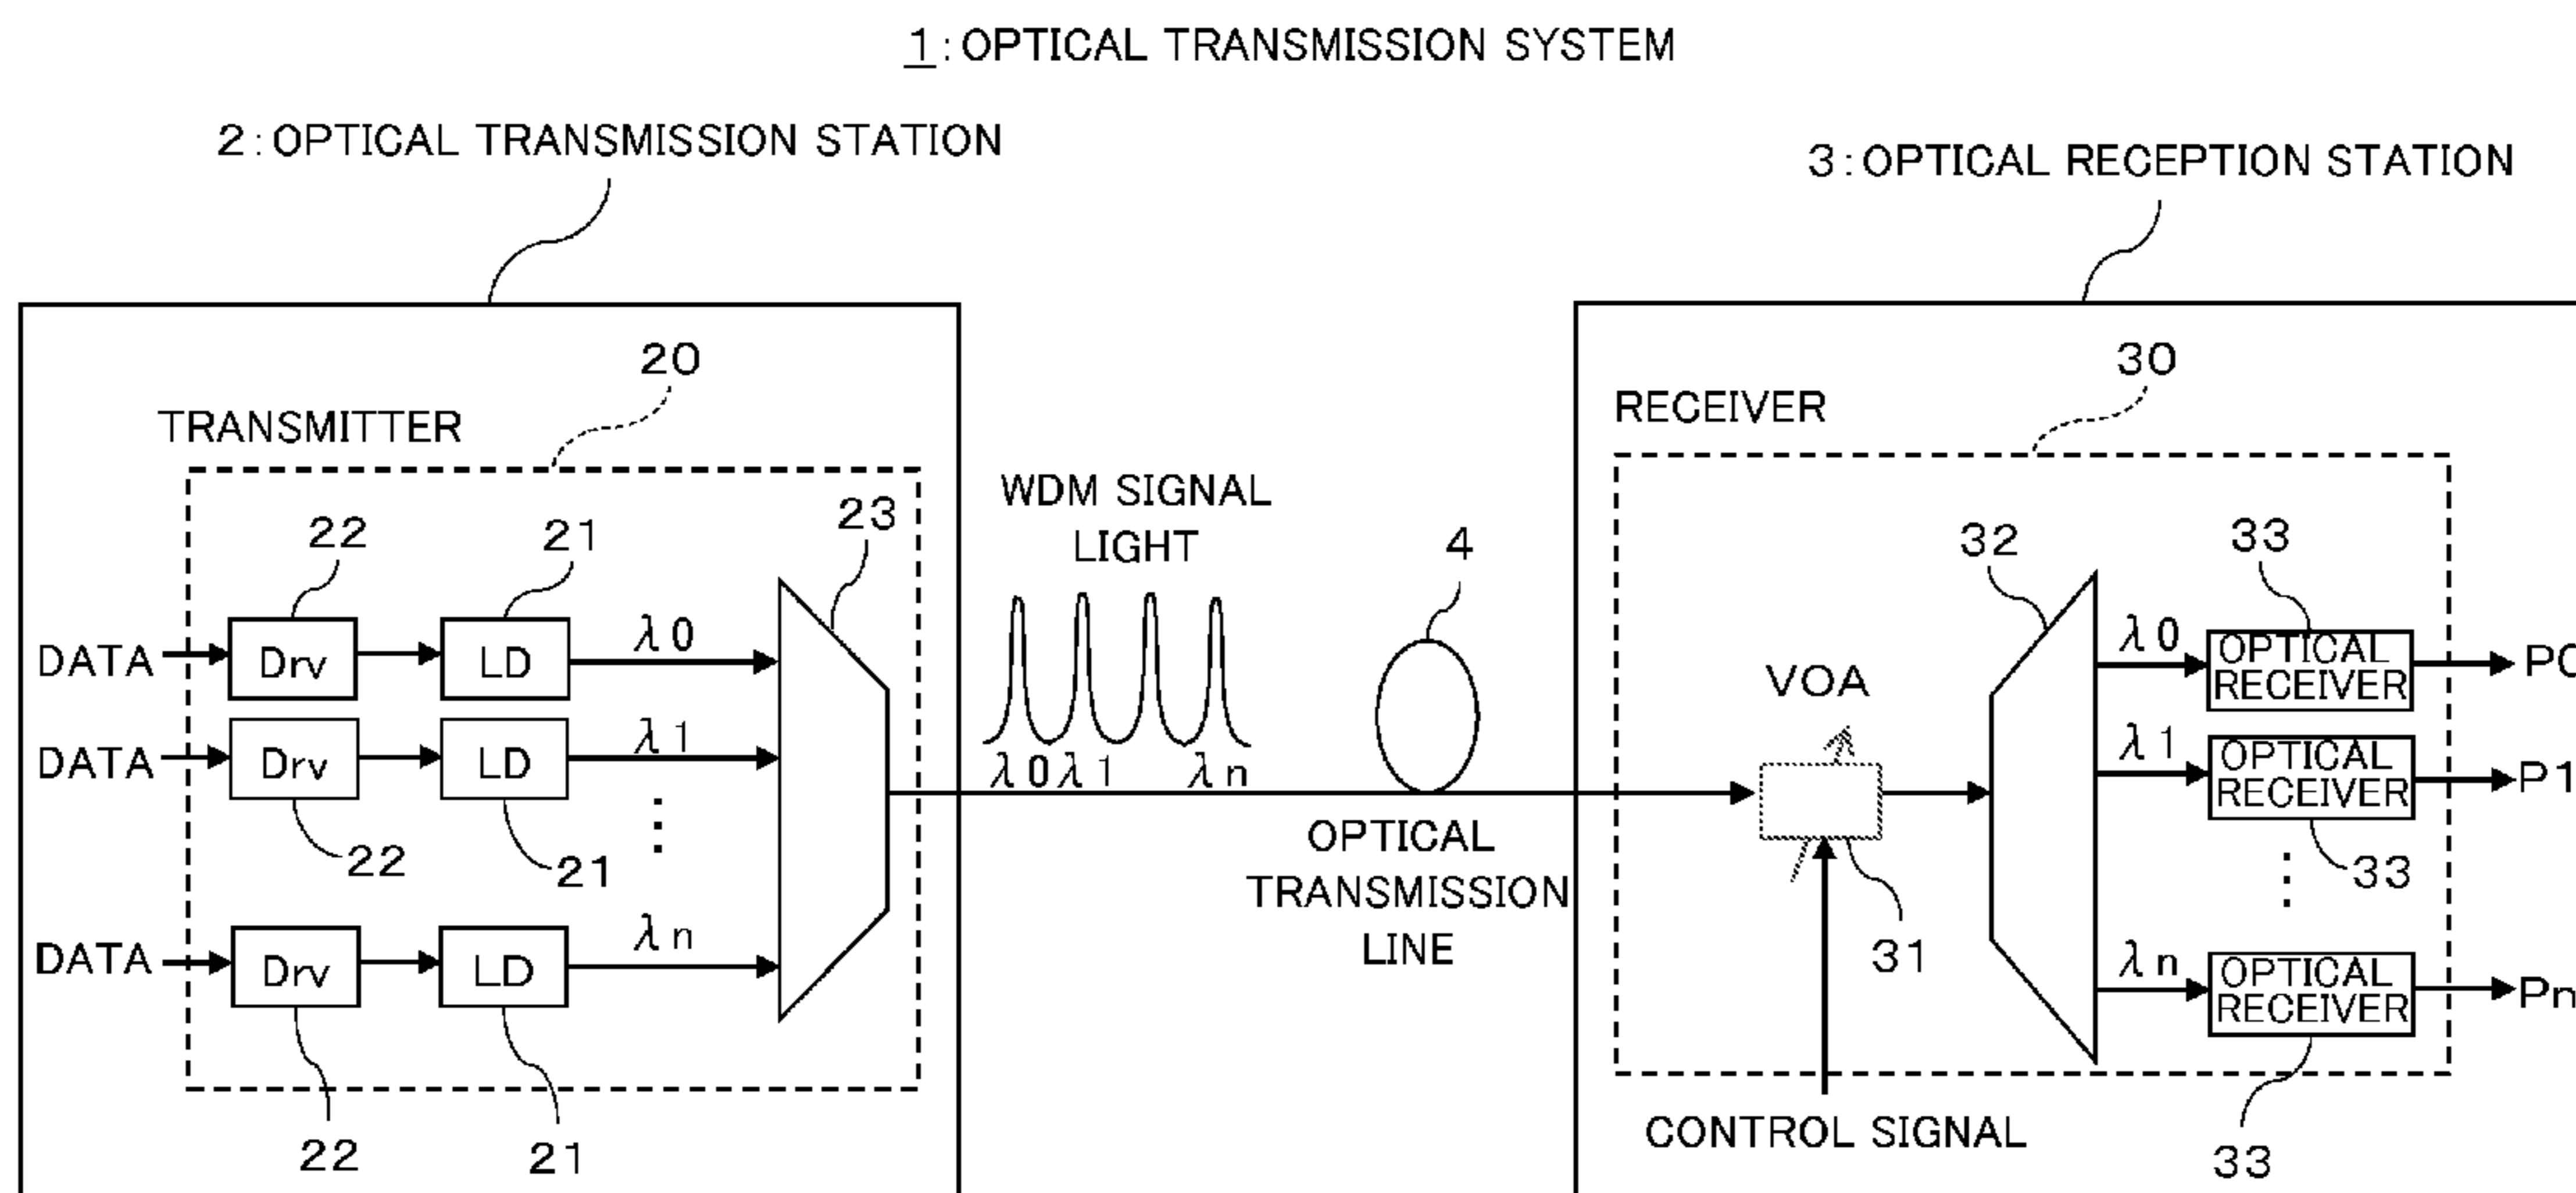 1:OPTICAL TRANSMISSION SYSTEM
2:OPTICAL TRANSMISSION STATION
3:OPTICAL RECEPTION STATION
20
TRANSMITTER
22
21
23
DATA
Drv
LD
λ0
DATA
Drv
LD
λ1
22
21
DATA
Drv
LD
λn
22
21
WDM SIGNAL
LIGHT
λ0 λ1 λn
4
OPTICAL
TRANSMISSION
LINE
30
RECEIVER
VOA
31
CONTROL SIGNAL
32
33
λ0
OPTICAL
RECEIVER
P0
λ1
OPTICAL
RECEIVER
P1
33
λn
OPTICAL
RECEIVER
Pn
33